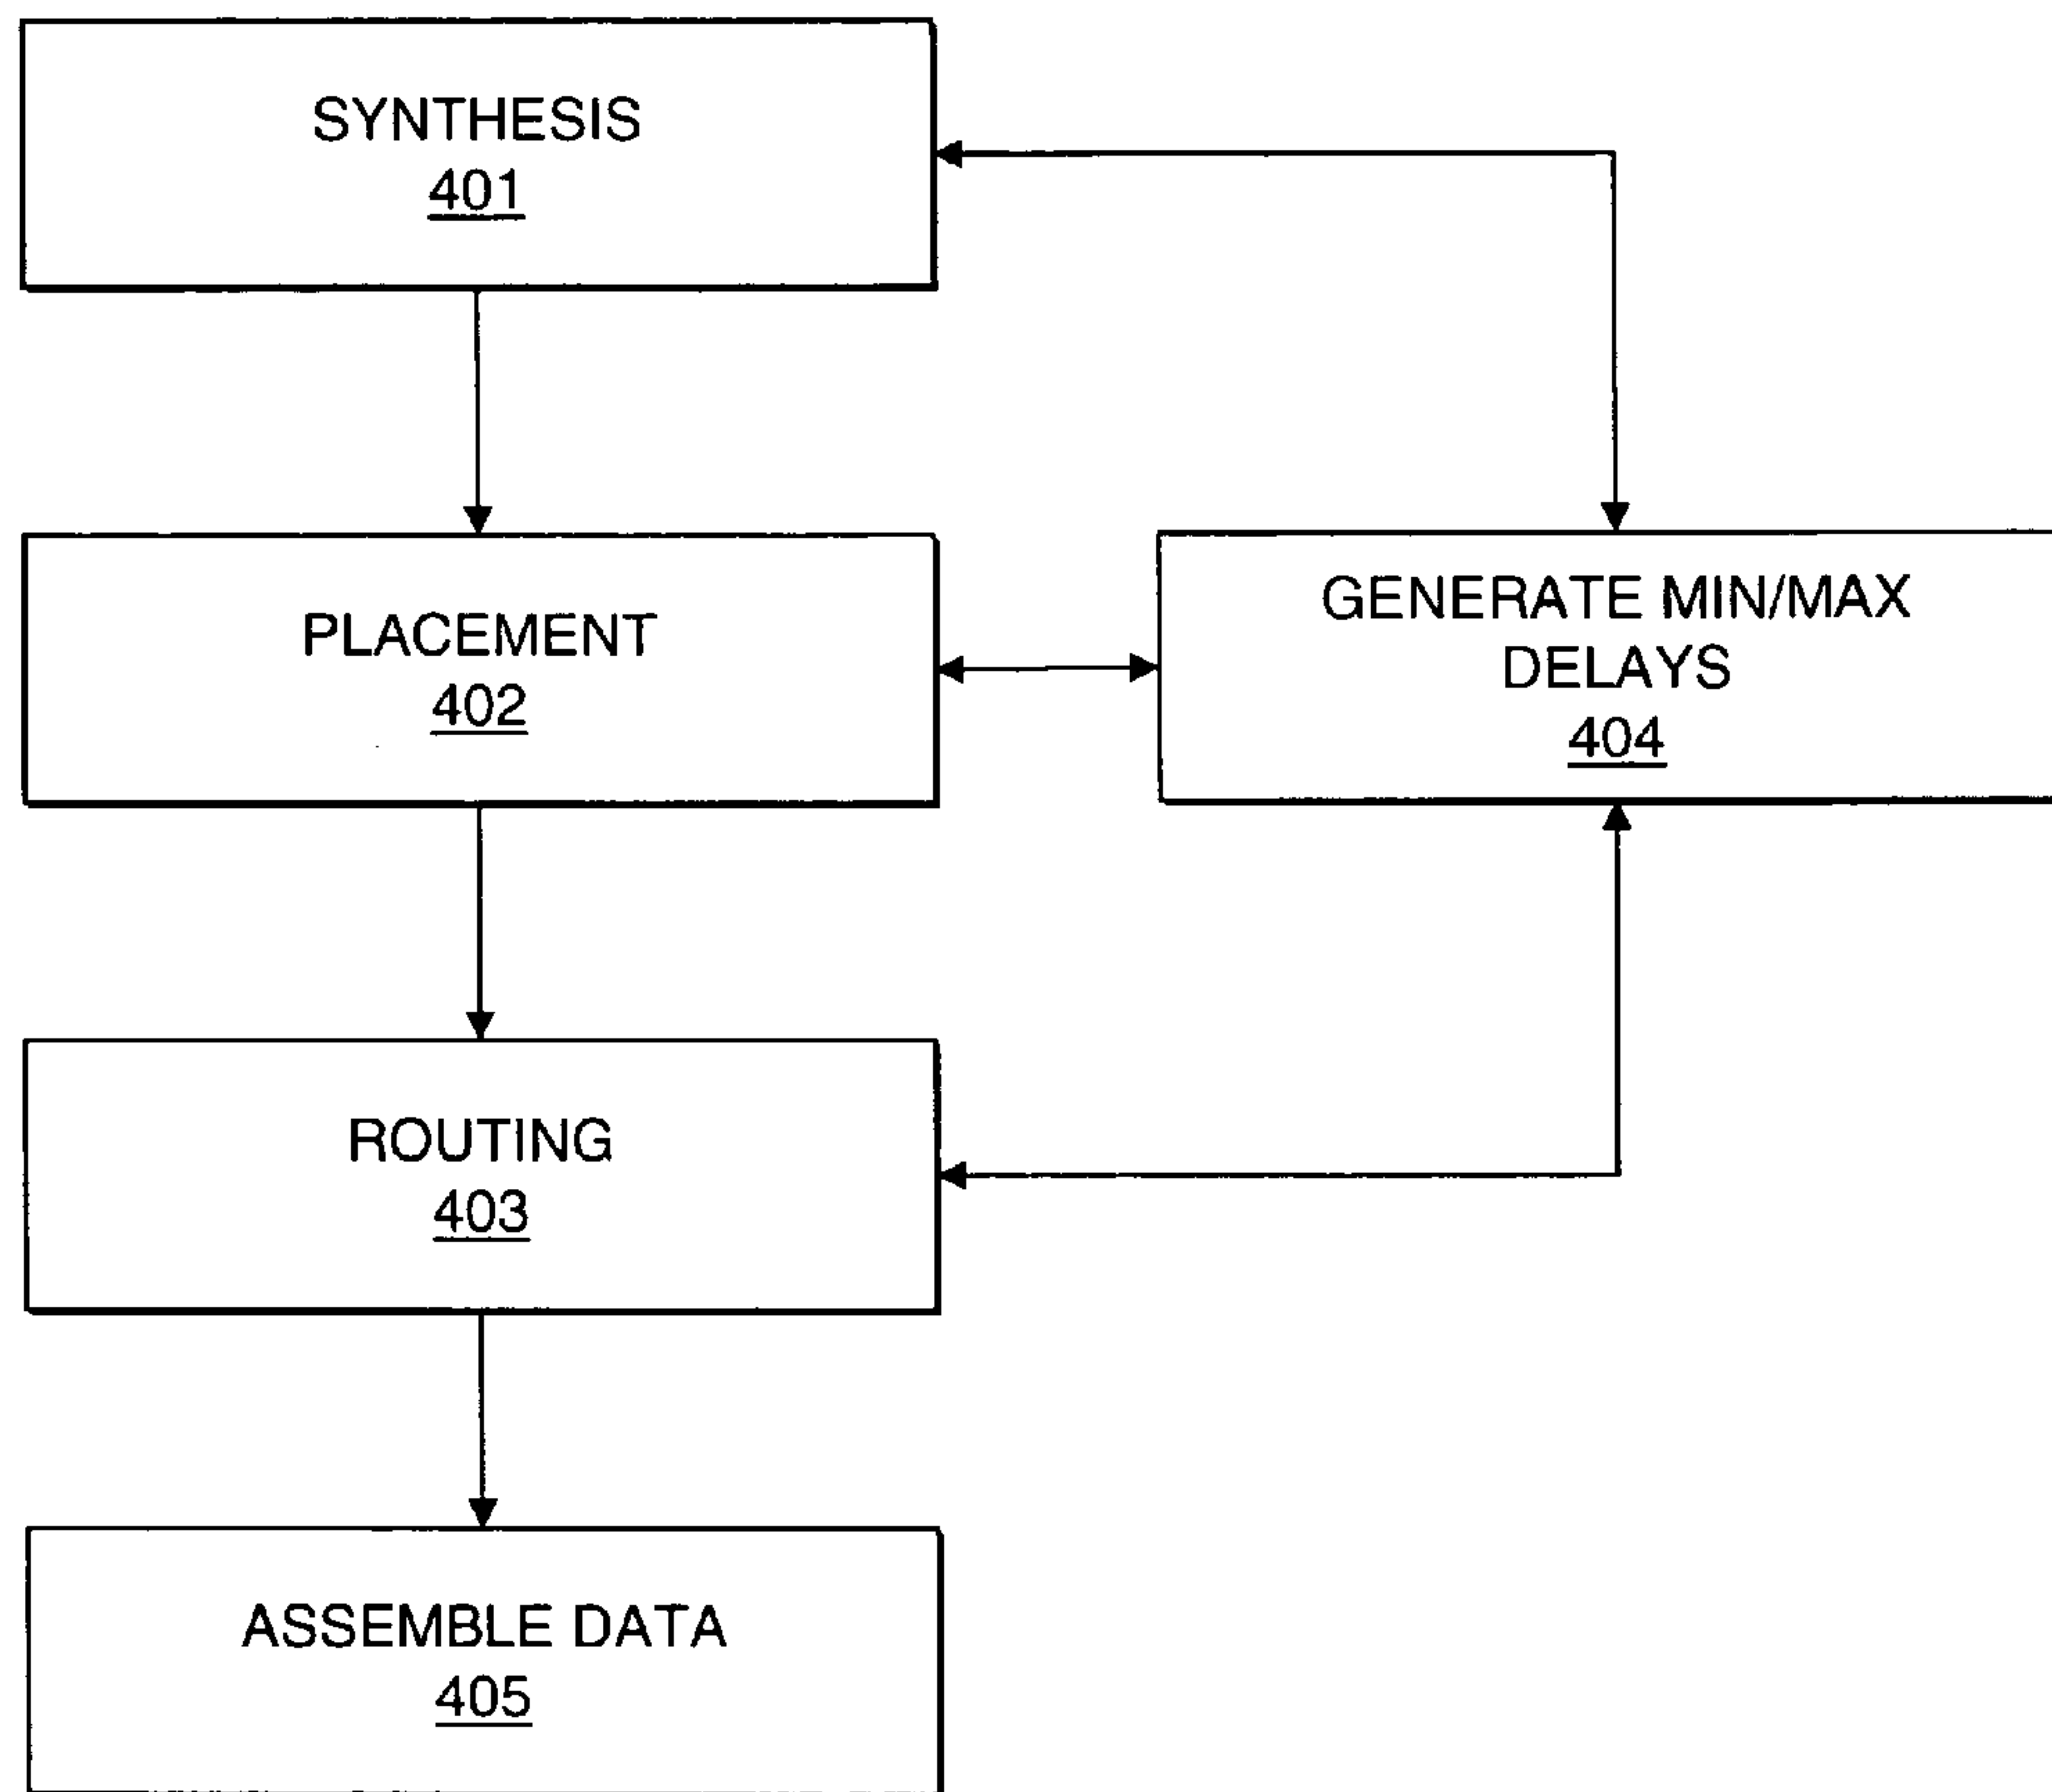 SYNTHESIS
401
PLACEMENT
402
GENERATE MIN/MAX
DELAYS
404
ROUTING
403
ASSEMBLE DATA
405